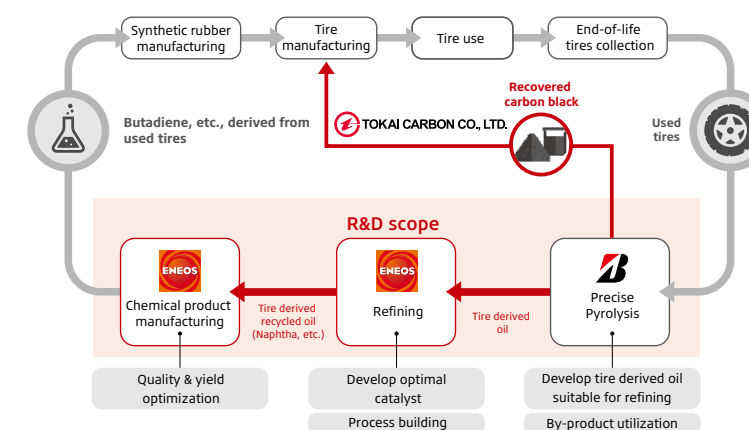 Synthetic rubber
manufacturing
Tire
manufacturing
Tire use
End-of-life
tires collection
Recovered
carbon black
Butadiene, etc., derived from
used tires
TOKAI CARBON CO., LTD.
Used
tires
R&D scope
ENEOS
Chemical product
manufacturing
Tire derived
recycled oil
(Naphtha, etc.)
ENEOS
Refining
Tire derived
oil
B
Precise
Pyrolysis
Quality & yield
optimization
Develop optimal
catalyst
Develop tire derived oil
suitable for refining
Process building
By-product utilization